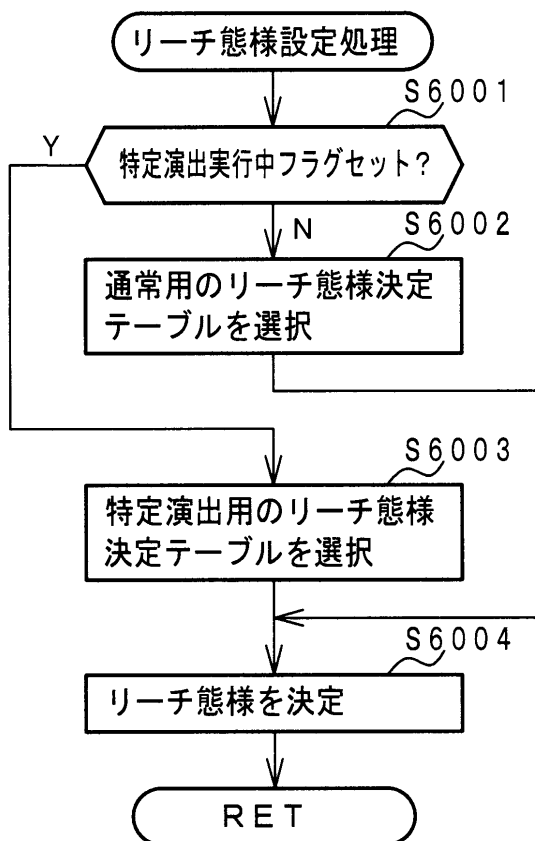 リーチ態様設定処理
S6001
Y
特定演出実行中フラグセット?
N
S6002
通常用のリーチ態様決定
テーブルを選択
S6003
特定演出用のリーチ態様
決定テーブルを選択
S6004
リーチ態様を決定
RET